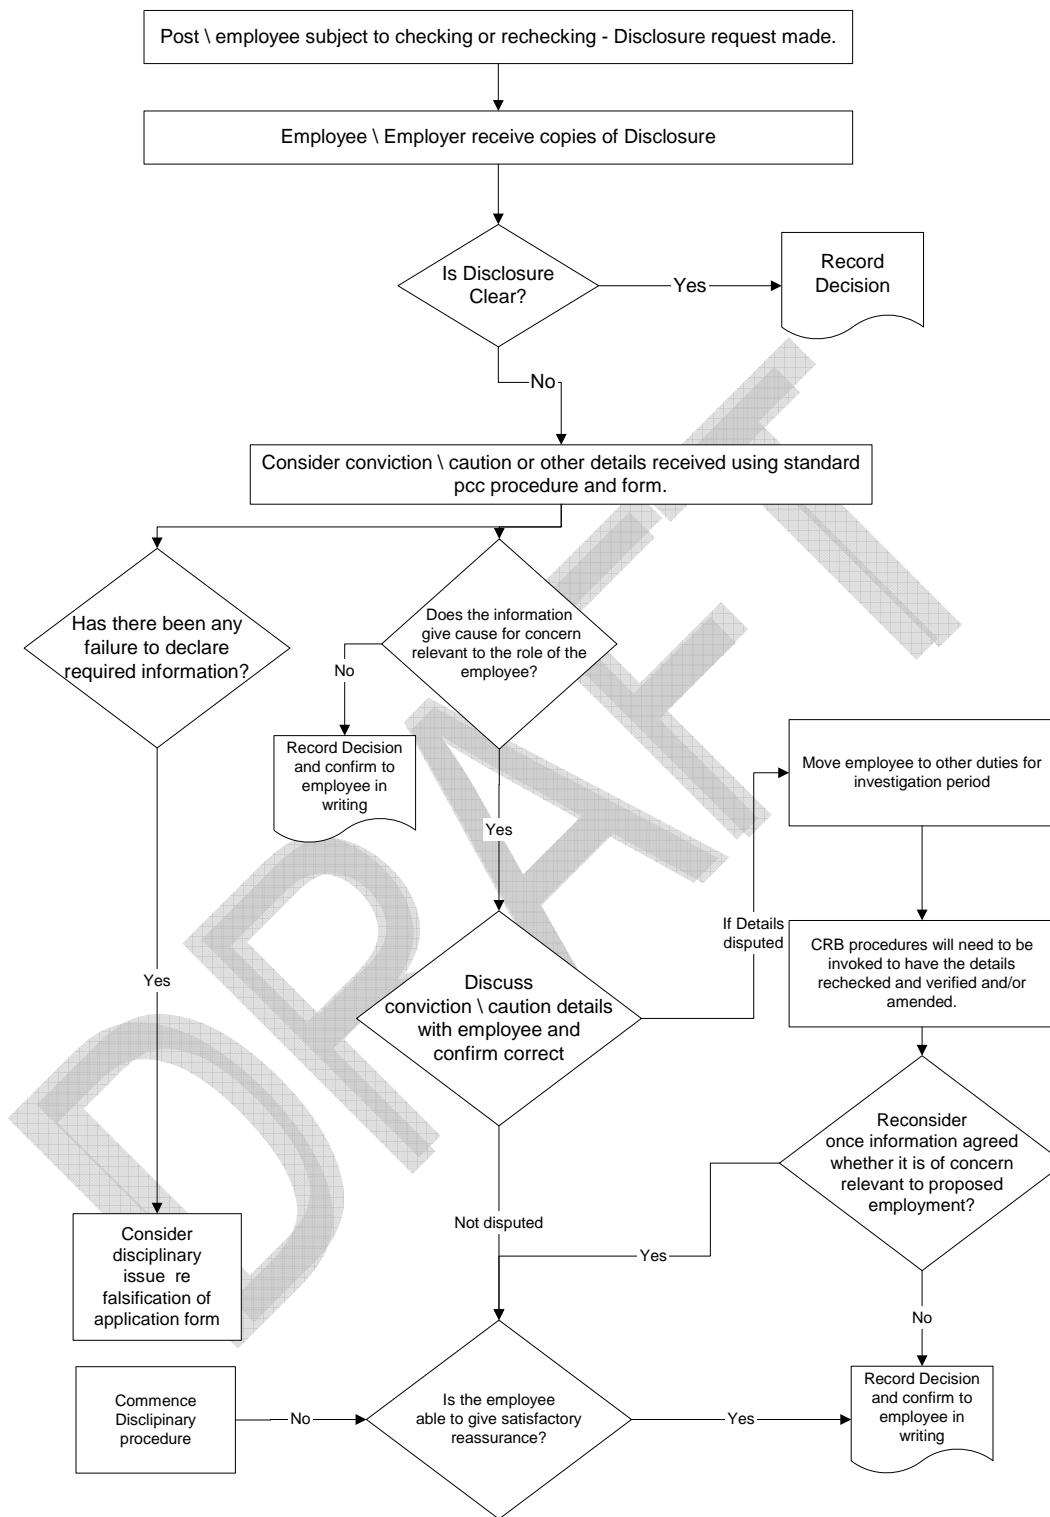 Post \ employee subject to checking or rechecking - Disclosure request made.
Employee \ Employer receive copies of Disclosure
Is Disclosure
Clear?
Yes
Record
Decision
No
Consider conviction \ caution or other details received using standard
pcc procedure and form.
Has there been any
failure to declare
required information?
Does the information
give cause for concern
relevant to the role of the
employee?
No
Record Decision
and confirm to
employee in
writing
Yes
Move employee to other duties for
investigation period
If Details
disputed
CRB procedures will need to be
invoked to have the details
rechecked and verified and/or
amended.
Yes
Discuss
conviction \ caution details
with employee and
confirm correct
Reconsider
once information agreed
whether it is of concern
relevant to proposed
employment?
Not disputed
Yes
Consider
disciplinary
issue re
falsification of
application form
No
Commence
Disclipinary
procedure
No
Is the employee
able to give satisfactory
reassurance?
Yes
Record Decision
and confirm to
employee in
writing
DRAFT